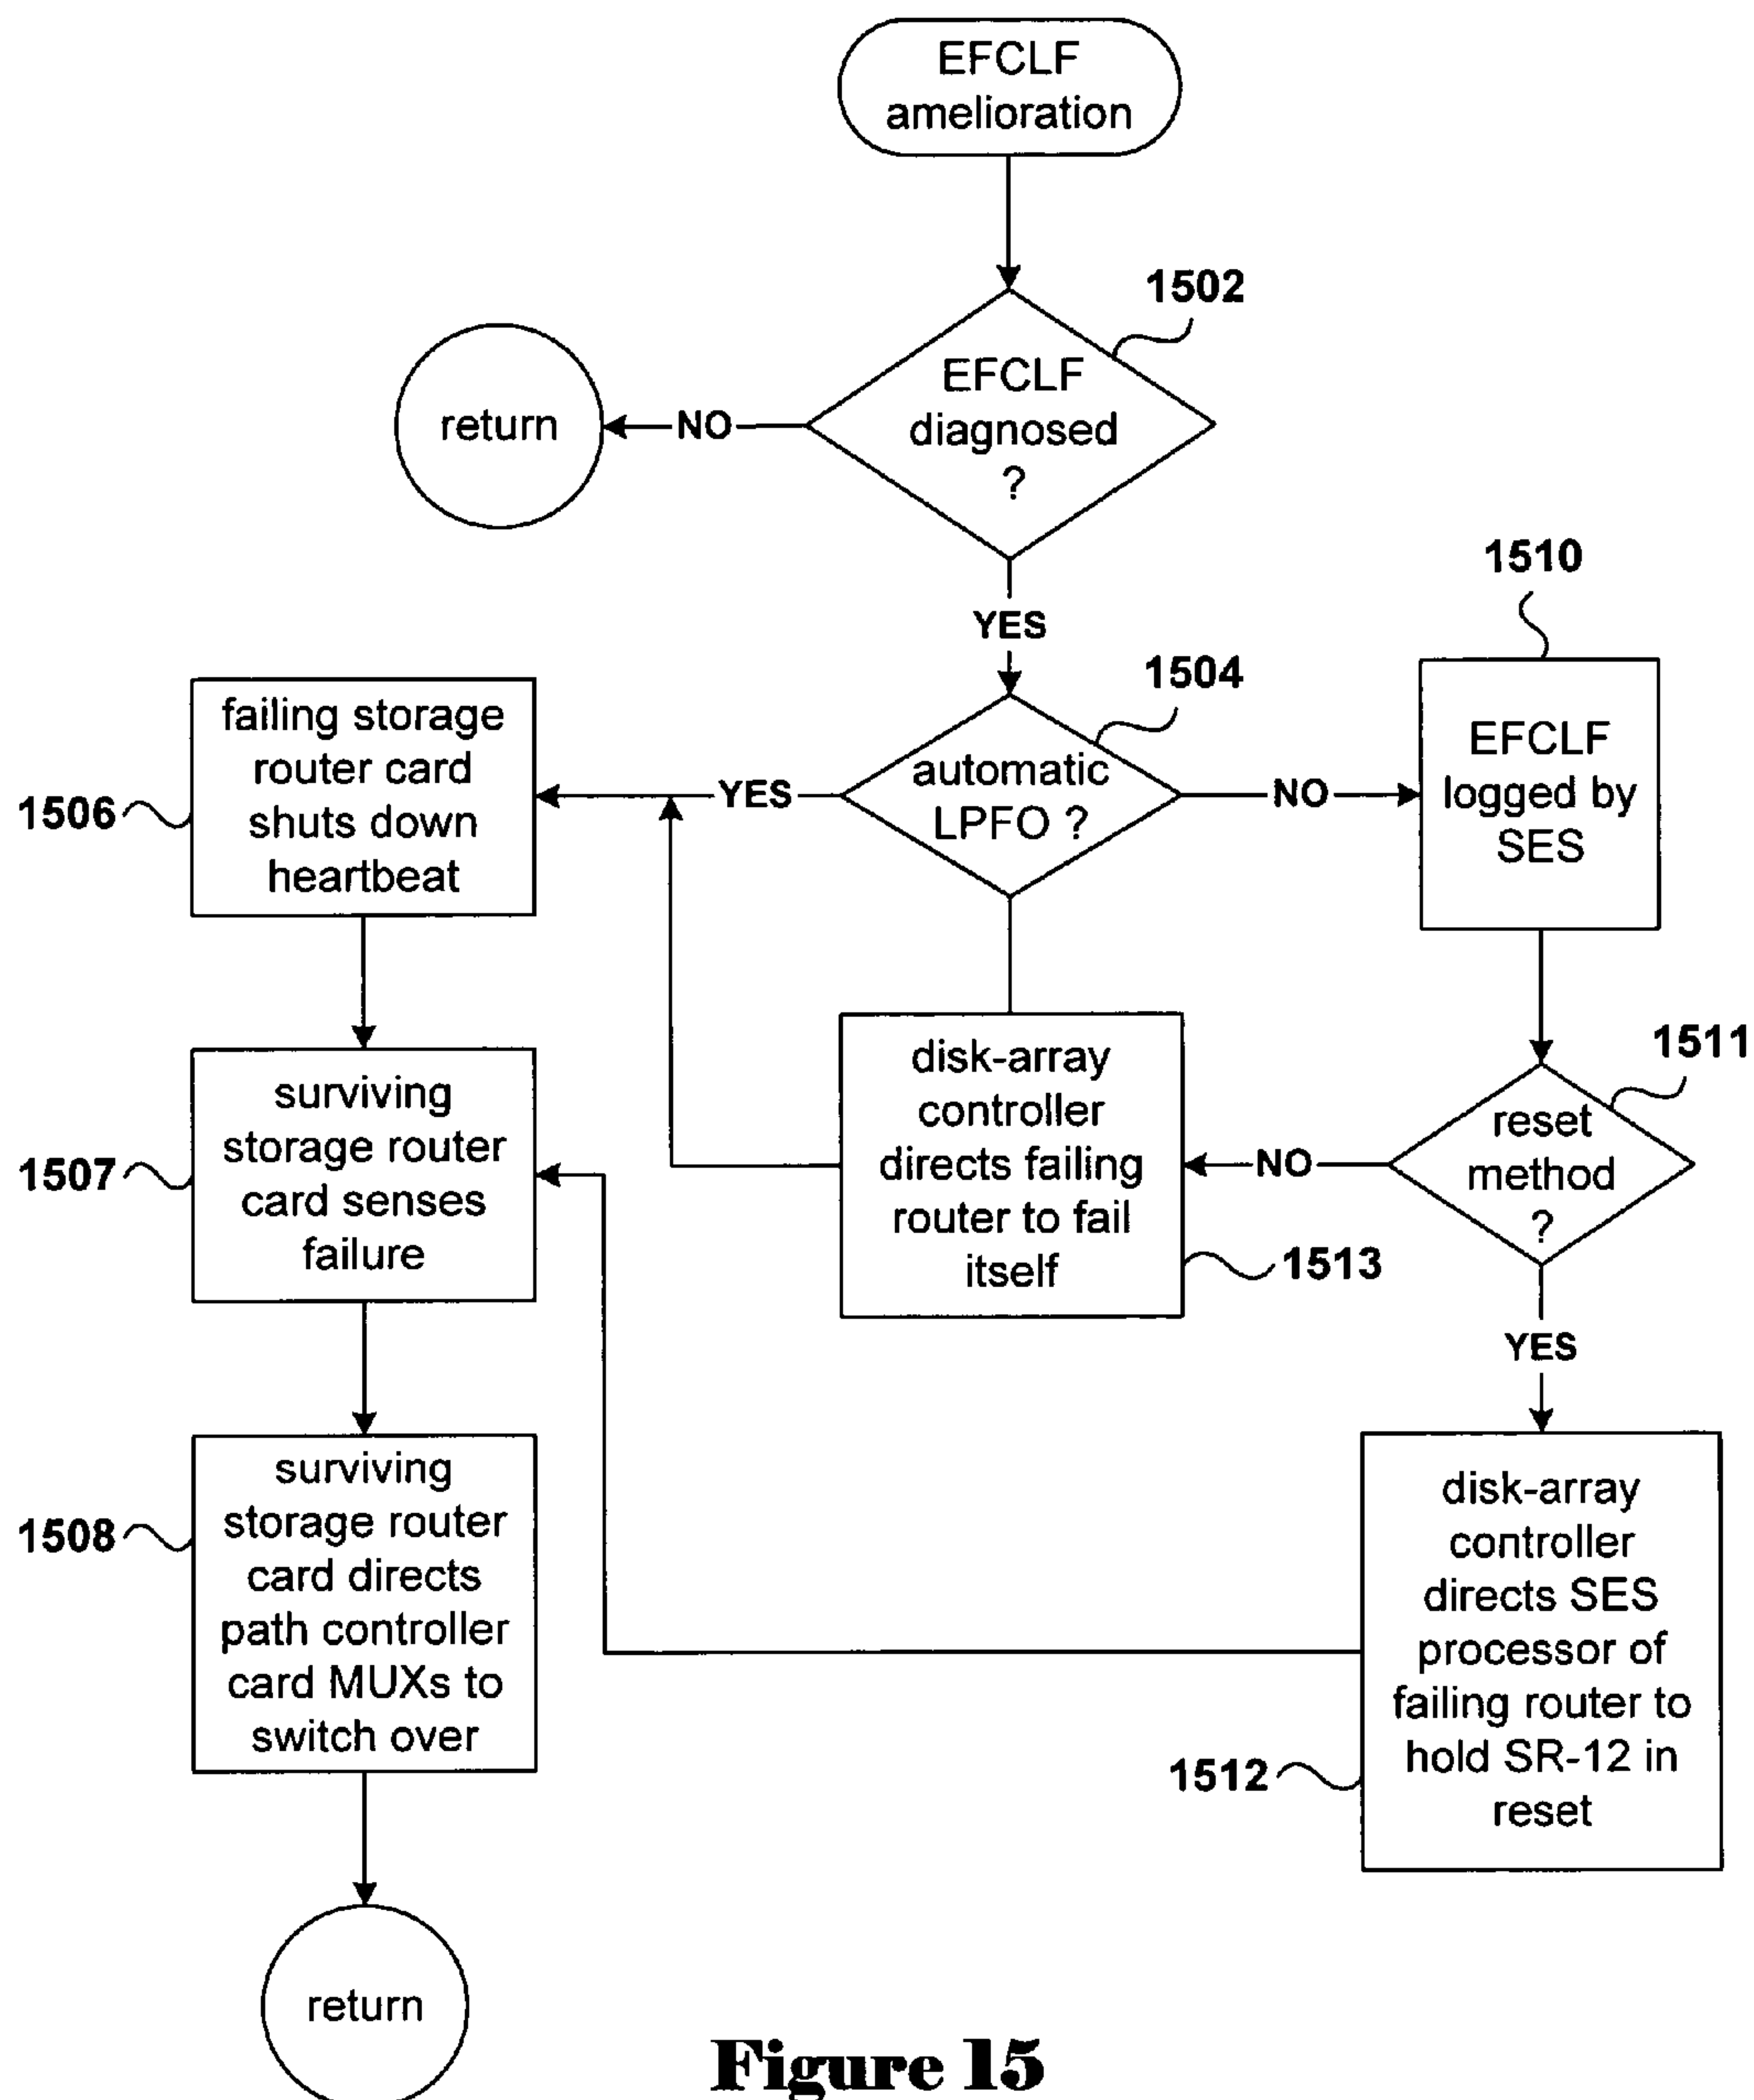 EFCLF
amelioration
1502
EFCLF
diagnosed
?
NO
return
YES
1504
automatic
LPFO ?
YES
NO
1510
EFCLF
logged by
SES
1506
failing storage
router card
shuts down
heartbeat
1511
reset
method
?
NO
YES
disk-array
controller
directs failing
router to fail
itself
1513
1507
surviving
storage router
card senses
failure
1508
surviving
storage router
card directs
path controller
card MUXs to
switch over
disk-array
controller
directs SES
processor of
failing router to
hold SR-12 in
reset
1512
return
Figure 15